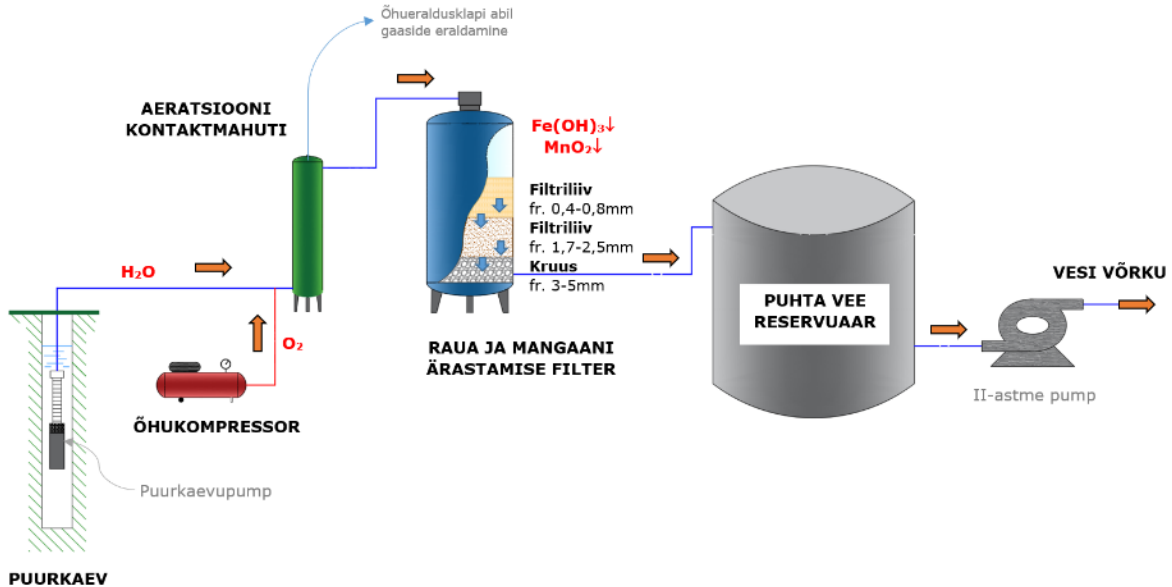 Õhueraldusklapi abil
gaaside eraldamine
AERATSIOONI
KONTAKTMAHUTI
Fe(OH)₃↓
MnO₂↓
Filtriliiv
fr. 0,4-0,8mm
Filtriliiv
fr. 1,7-2,5mm
Kruus
fr. 3-5mm
H₂O
O₂
ÕHUKOMPRESSOR
RAUA JA MANGAANI
ÄRASTAMISE FILTER
PUHTA VEE
RESERVUAAR
VESI VÕRKU
II-astme pump
Puurkaevupump
PUURKAEV